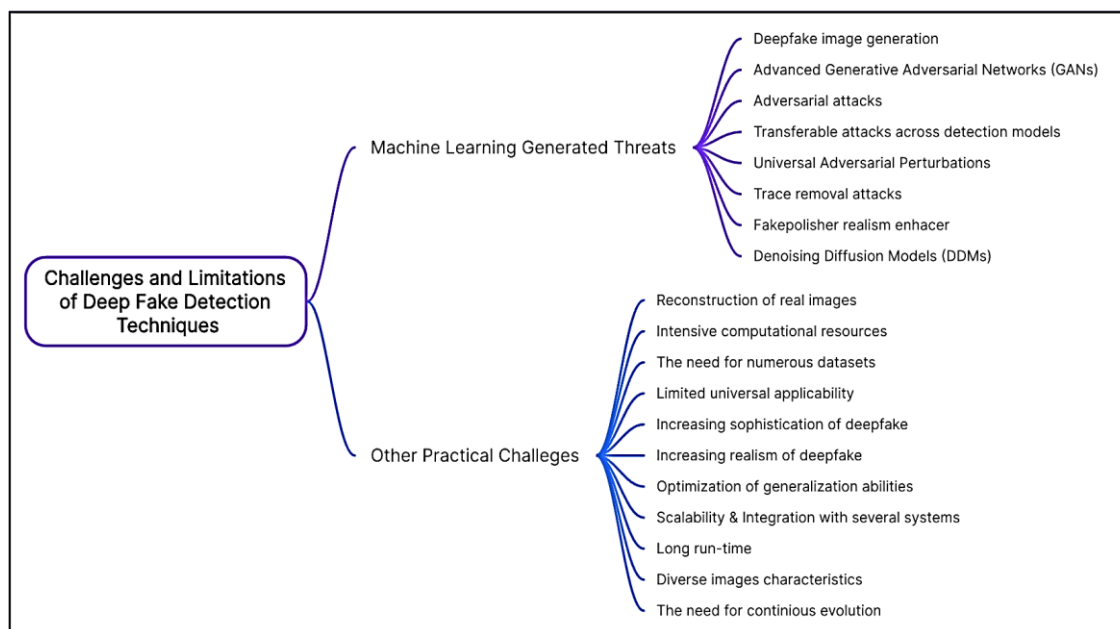 Challenges and Limitations
of Deep Fake Detection
Techniques
Machine Learning Generated Threats
Deepfake image generation
Advanced Generative Adversarial Networks (GANs)
Adversarial attacks
Transferable attacks across detection models
Universal Adversarial Perturbations
Trace removal attacks
Fakepolisher realism enhacer
Denoising Diffusion Models (DDMs)
Other Practical Challeges
Reconstruction of real images
Intensive computational resources
The need for numerous datasets
Limited universal applicability
Increasing sophistication of deepfake
Increasing realism of deepfake
Optimization of generalization abilities
Scalability & Integration with several systems
Long run-time
Diverse images characteristics
The need for continious evolution